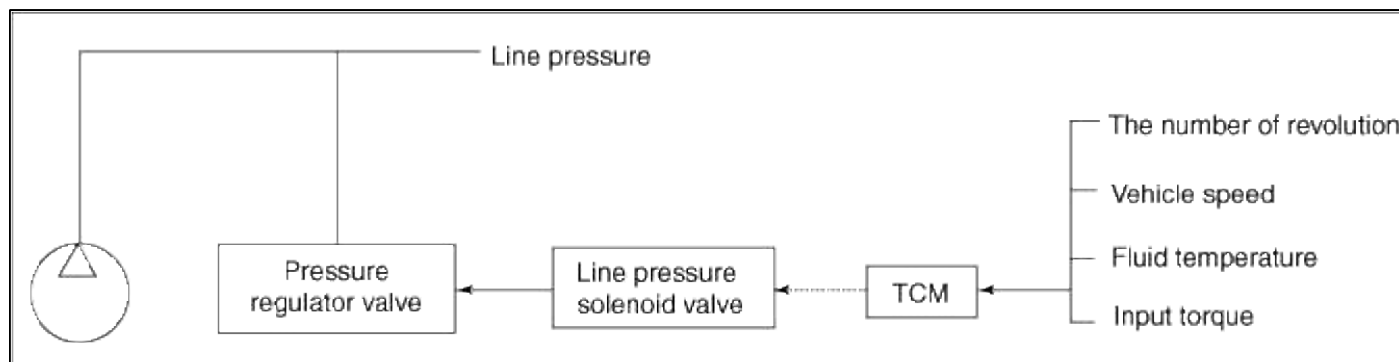 Line pressure
The number of revolution
Vehicle speed
Fluid temperature
Input torque
Pressure
regulator valve
Line pressure
solenoid valve
TCM